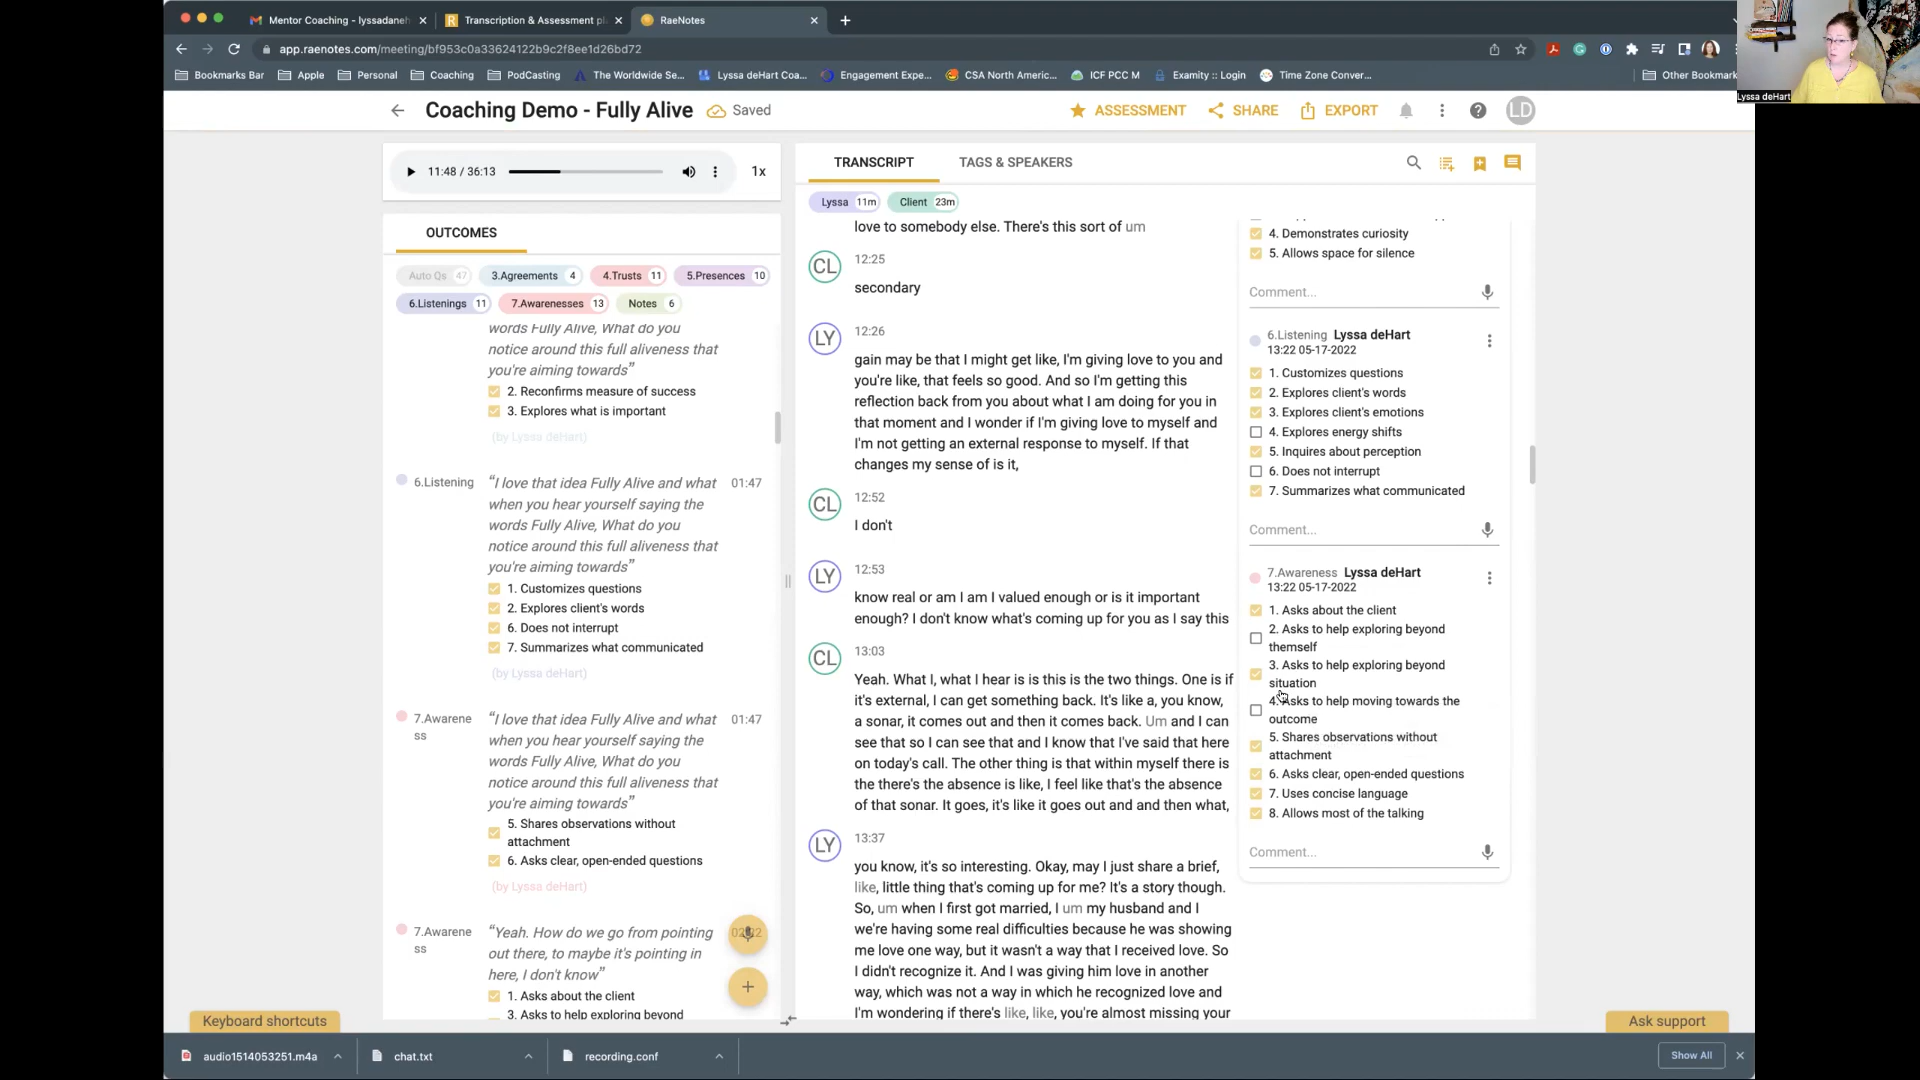 Mentor Coaching - lyssadaneh
Transcription & Assessment pl
RaeNotes
app.raenotes.com/meeting/bf953c0a33624122b9c2f8ee1d26bd72
Bookmarks Bar
Apple
Personal
Coaching
PodCasting
The Worldwide Se...
Lyssa deHart Coa...
Engagement Expe...
CSA North Americ...
ICF PCC M
Examity :: Login
Time Zone Conver...
Other Bookmark
Lyssa deHart
Coaching Demo - Fully Alive
Saved
ASSESSMENT
SHARE
EXPORT
LD
11:48 / 36:13
1x
OUTCOMES
Auto Qs 47
3.Agreements 4
4.Trusts 11
5.Presences 10
6.Listenings 11
7.Awarenesses 13
Notes 6
words Fully Alive, What do you
notice around this full aliveness that
you're aiming towards”
2. Reconfirms measure of success
3. Explores what is important
(by Lyssa deHart)
6.Listening
“I love that idea Fully Alive and what
when you hear yourself saying the
words Fully Alive, What do you
notice around this full aliveness that
you're aiming towards”
01:47
1. Customizes questions
2. Explores client's words
6. Does not interrupt
7. Summarizes what communicated
(by Lyssa deHart)
7.Awarene
ss
“I love that idea Fully Alive and what
when you hear yourself saying the
words Fully Alive, What do you
notice around this full aliveness that
you're aiming towards”
01:47
5. Shares observations without
attachment
6. Asks clear, open-ended questions
(by Lyssa deHart)
7.Awarene
ss
“Yeah. How do we go from pointing
out there, to maybe it's pointing in
here, I don't know”
1. Asks about the client
3. Asks to help exploring beyond
TRANSCRIPT
TAGS & SPEAKERS
Lyssa 11m
Client 23m
love to somebody else. There's this sort of um
CL
12:25
secondary
LY
12:26
gain may be that I might get like, I'm giving love to you and
you're like, that feels so good. And so I'm getting this
reflection back from you about what I am doing for you in
that moment and I wonder if I'm giving love to myself and
I'm not getting an external response to myself. If that
changes my sense of is it,
CL
12:52
I don't
LY
12:53
know real or am I am I valued enough or is it important
enough? I don't know what's coming up for you as I say this
CL
13:03
Yeah. What I, what I hear is is this is the two things. One is if
it's external, I can get something back. It's like a, you know,
a sonar, it comes out and then it comes back. Um and I can
see that so I can see that and I know that I've said that here
on today's call. The other thing is that within myself there is
the there's the absence is like, I feel like that's the absence
of that sonar. It goes, it's like it goes out and and then what,
LY
13:37
you know, it's so interesting. Okay, may I just share a brief,
like, little thing that's coming up for me? It's a story though.
So, um when I first got married, I um my husband and I
we're having some real difficulties because he was showing
me love one way, but it wasn't a way that I received love. So
I didn't recognize it. And I was giving him love in another
way, which was not a way in which he recognized love and
I'm wondering if there's like, like, you're almost missing your
4. Demonstrates curiosity
5. Allows space for silence
Comment...
6.Listening Lyssa deHart
13:22 05-17-2022
1. Customizes questions
2. Explores client's words
3. Explores client's emotions
4. Explores energy shifts
5. Inquires about perception
6. Does not interrupt
7. Summarizes what communicated
Comment...
7.Awareness Lyssa deHart
13:22 05-17-2022
1. Asks about the client
2. Asks to help exploring beyond
themself
3. Asks to help exploring beyond
situation
4. Asks to help moving towards the
outcome
5. Shares observations without
attachment
6. Asks clear, open-ended questions
7. Uses concise language
8. Allows most of the talking
Comment...
Keyboard shortcuts
Ask support
audio1514053251.m4a
chat.txt
recording.conf
Show All